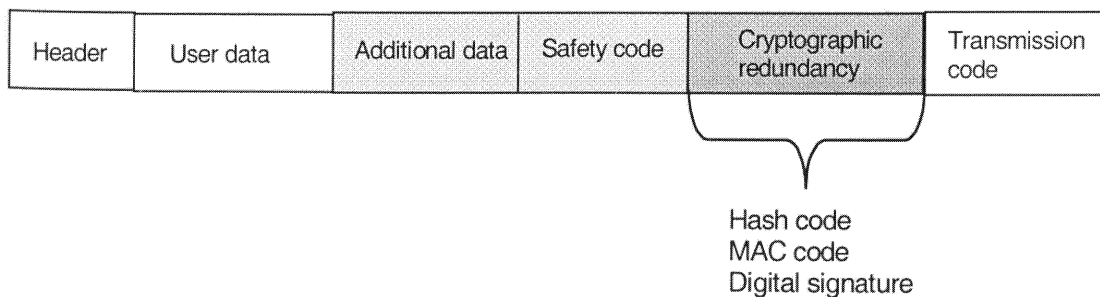 Header
User data
Additional data
Safety code
Cryptographic
redundancy
Transmission
code
Hash code
MAC code
Digital signature